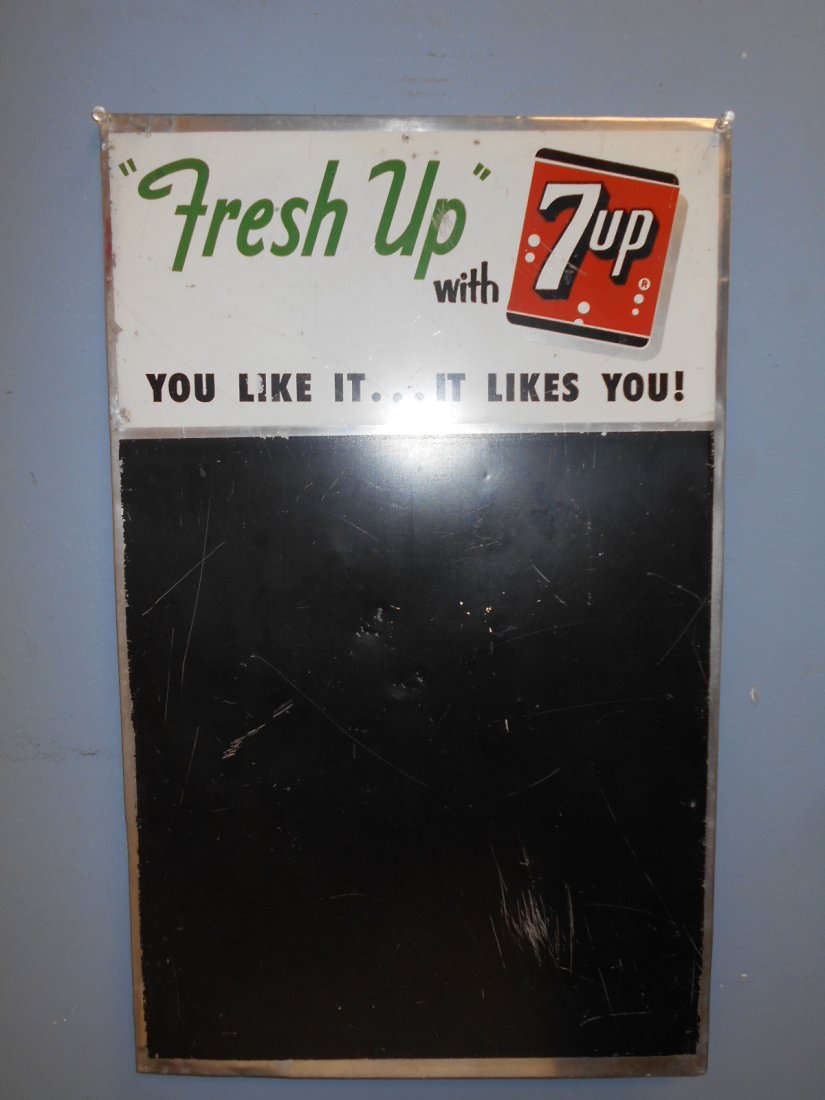 "Fresh Up"
with
7up ®
YOU LIKE IT...IT LIKES YOU!